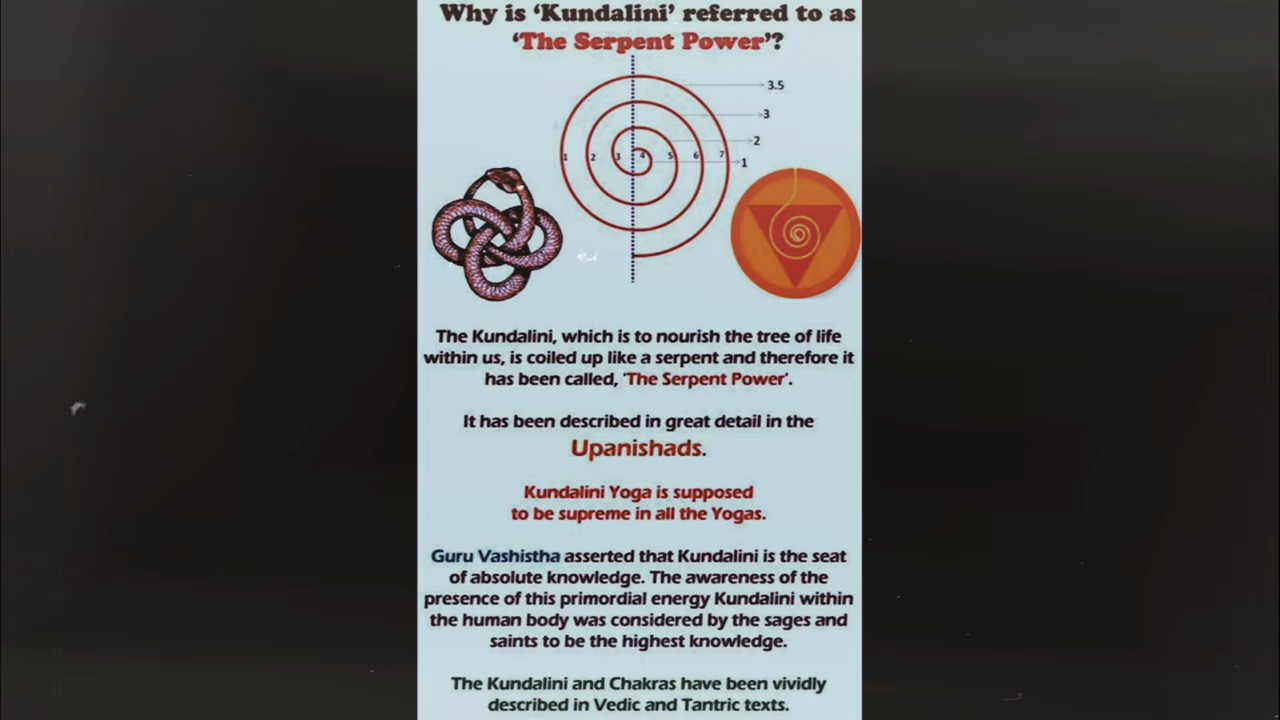 Why is ‘Kundalini’ referred to as
‘The Serpent Power’?
3.5
3
2
1
1 2 3 4 5 6 7
The Kundalini, which is to nourish the tree of life
within us, is coiled up like a serpent and therefore it
has been called, 'The Serpent Power'.
It has been described in great detail in the
Upanishads.
Kundalini Yoga is supposed
to be supreme in all the Yogas.
Guru Vashistha asserted that Kundalini is the seat
of absolute knowledge. The awareness of the
presence of this primordial energy Kundalini within
the human body was considered by the sages and
saints to be the highest knowledge.
The Kundalini and Chakras have been vividly
described in Vedic and Tantric texts.